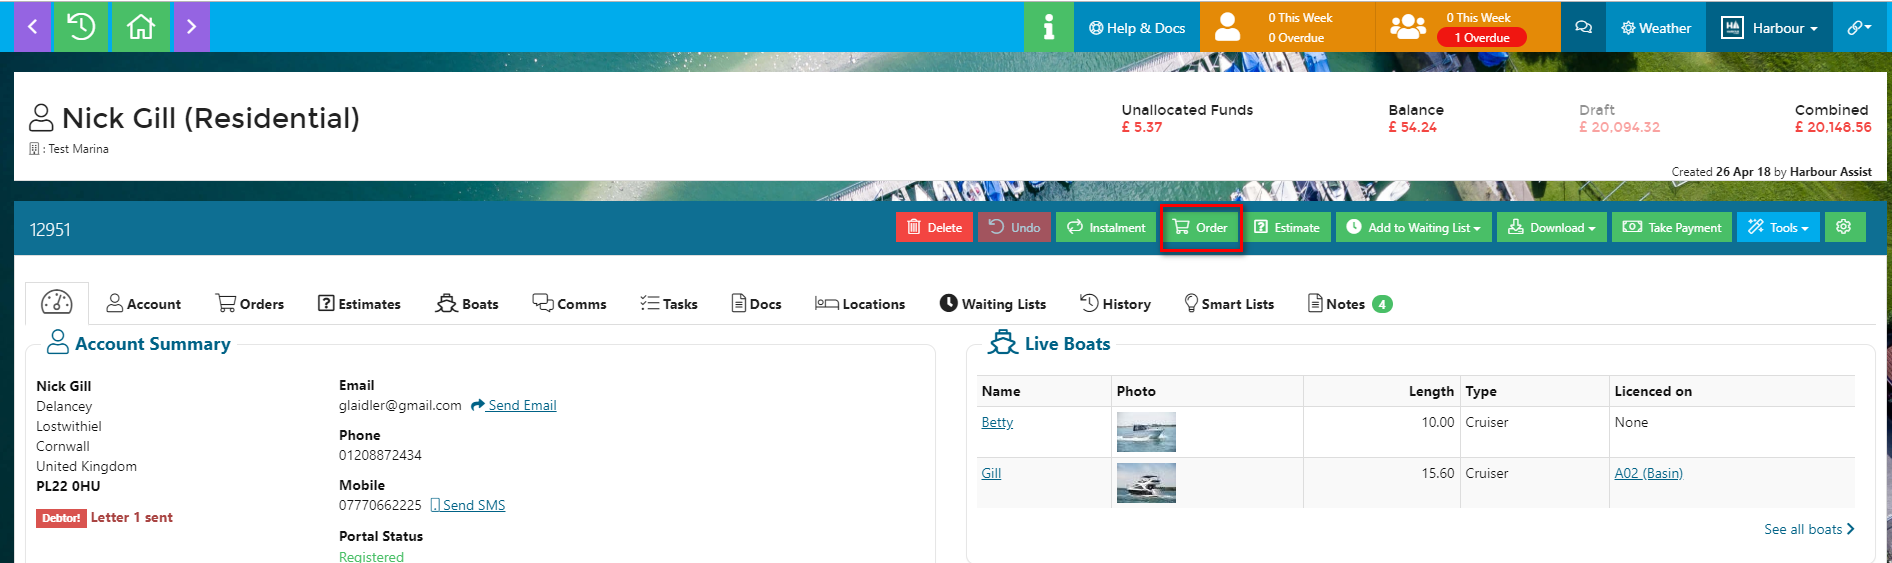 Help & Docs
0 This Week
0 Overdue
0 This Week
1 Overdue
Weather
Harbour
Nick Gill (Residential)
: Test Marina
Unallocated Funds
£ 5.37
Balance
£ 54.24
Draft
£ 20,094.32
Combined
£ 20,148.56
Created 26 Apr 18 by Harbour Assist
12951
Delete
Undo
Instalment
Order
Estimate
Add to Waiting List
Download
Take Payment
Tools
Account
Orders
Estimates
Boats
Comms
Tasks
Docs
Locations
Waiting Lists
History
Smart Lists
Notes 4
Account Summary
Nick Gill
Delancey
Lostwithiel
Cornwall
United Kingdom
PL22 0HU
Debtor! Letter 1 sent
Email
glaidler@gmail.com Send Email
Phone
01208872434
Mobile
07770662225 Send SMS
Portal Status
Registered
Live Boats
Name Photo Length Type Licenced on
Betty 10.00 Cruiser None
Gill 15.60 Cruiser A02 (Basin)
See all boats